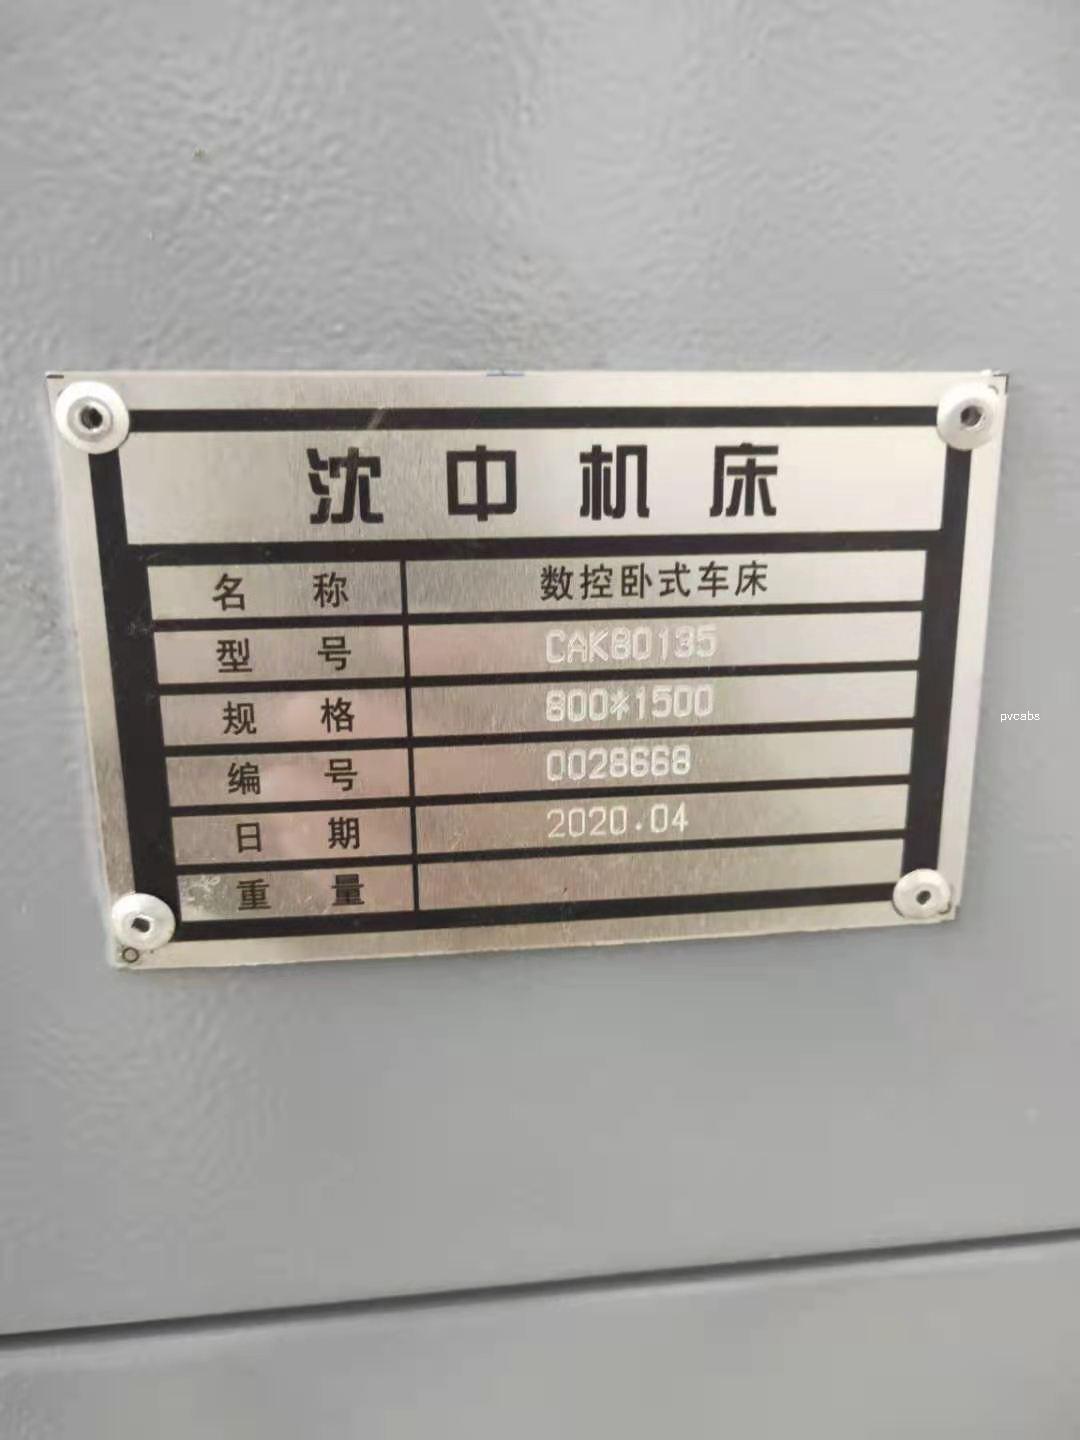 沈中机床
名称 数控卧式车床
型号 CAK80135
规格 800*1500
编号 0028668
日期 2020.04
重量
pvcabs